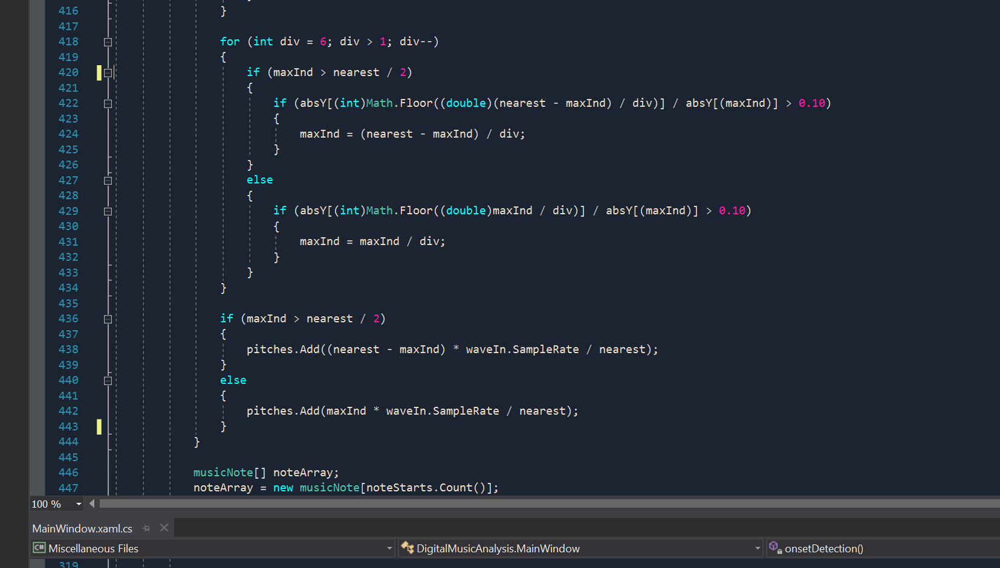 416 }
417
418 for (int div = 6; div > 1; div--)
419 {
420 if (maxInd > nearest / 2)
421 {
422 if (absY[(int)Math.Floor((double)(nearest - maxInd) / div)] / absY[(maxInd)] > 0.10)
423 {
424 maxInd = (nearest - maxInd) / div;
425 }
426 }
427 else
428 {
429 if (absY[(int)Math.Floor((double)maxInd / div)] / absY[(maxInd)] > 0.10)
430 {
431 maxInd = maxInd / div;
432 }
433 }
434 }
435
436 if (maxInd > nearest / 2)
437 {
438 pitches.Add((nearest - maxInd) * waveIn.SampleRate / nearest);
439 }
440 else
441 {
442 pitches.Add(maxInd * waveIn.SampleRate / nearest);
443 }
444 }
445
446 musicNote[] noteArray;
447 noteArray = new musicNote[noteStarts.Count()];
100 %
MainWindow.xaml.cs
C# Miscellaneous Files DigitalMusicAnalysis.MainWindow onsetDetection()
319